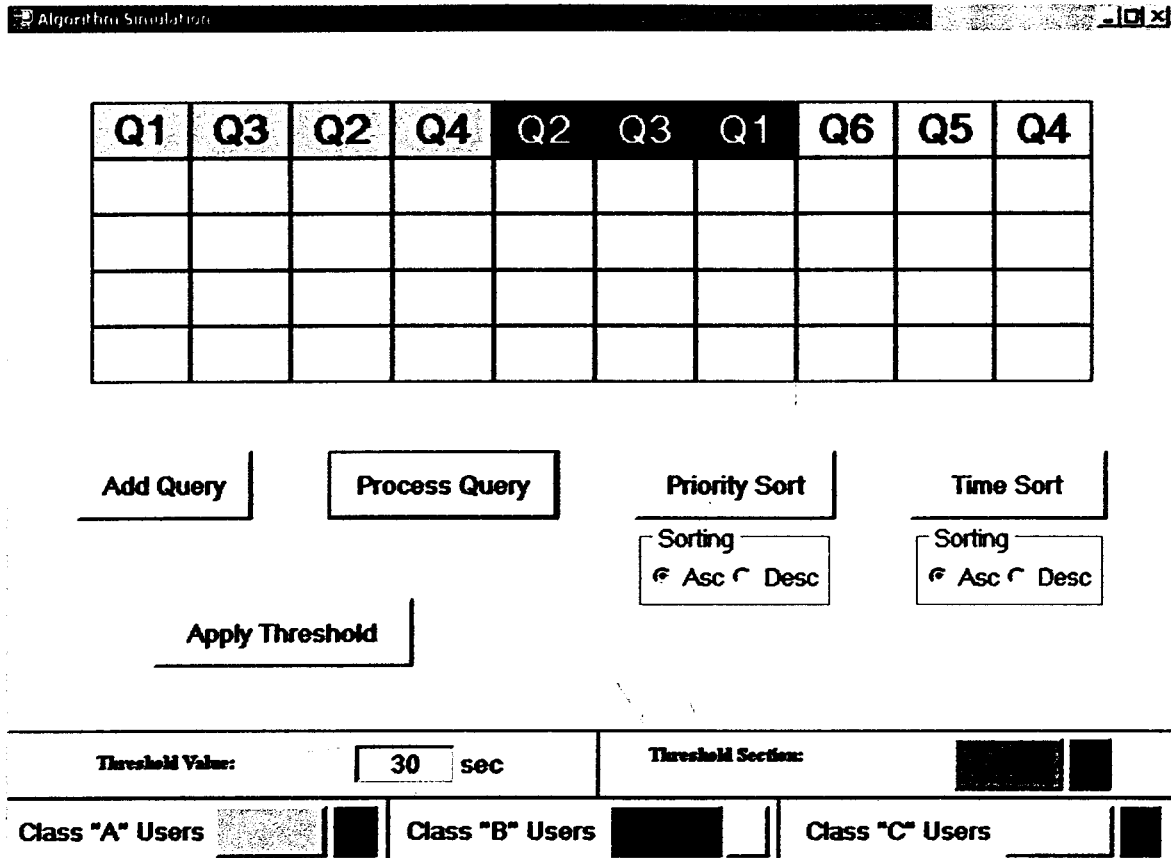 Algorithm Simulation
Q1 Q3 Q2 Q4 Q2 Q3 Q1 Q6 Q5 Q4
Add Query Process Query Priority Sort Time Sort
Sorting Sorting
Asc Desc Asc Desc
Apply Threshold
Threshold Value: 30 sec Threshold Section:
Class "A" Users Class "B" Users Class "C" Users